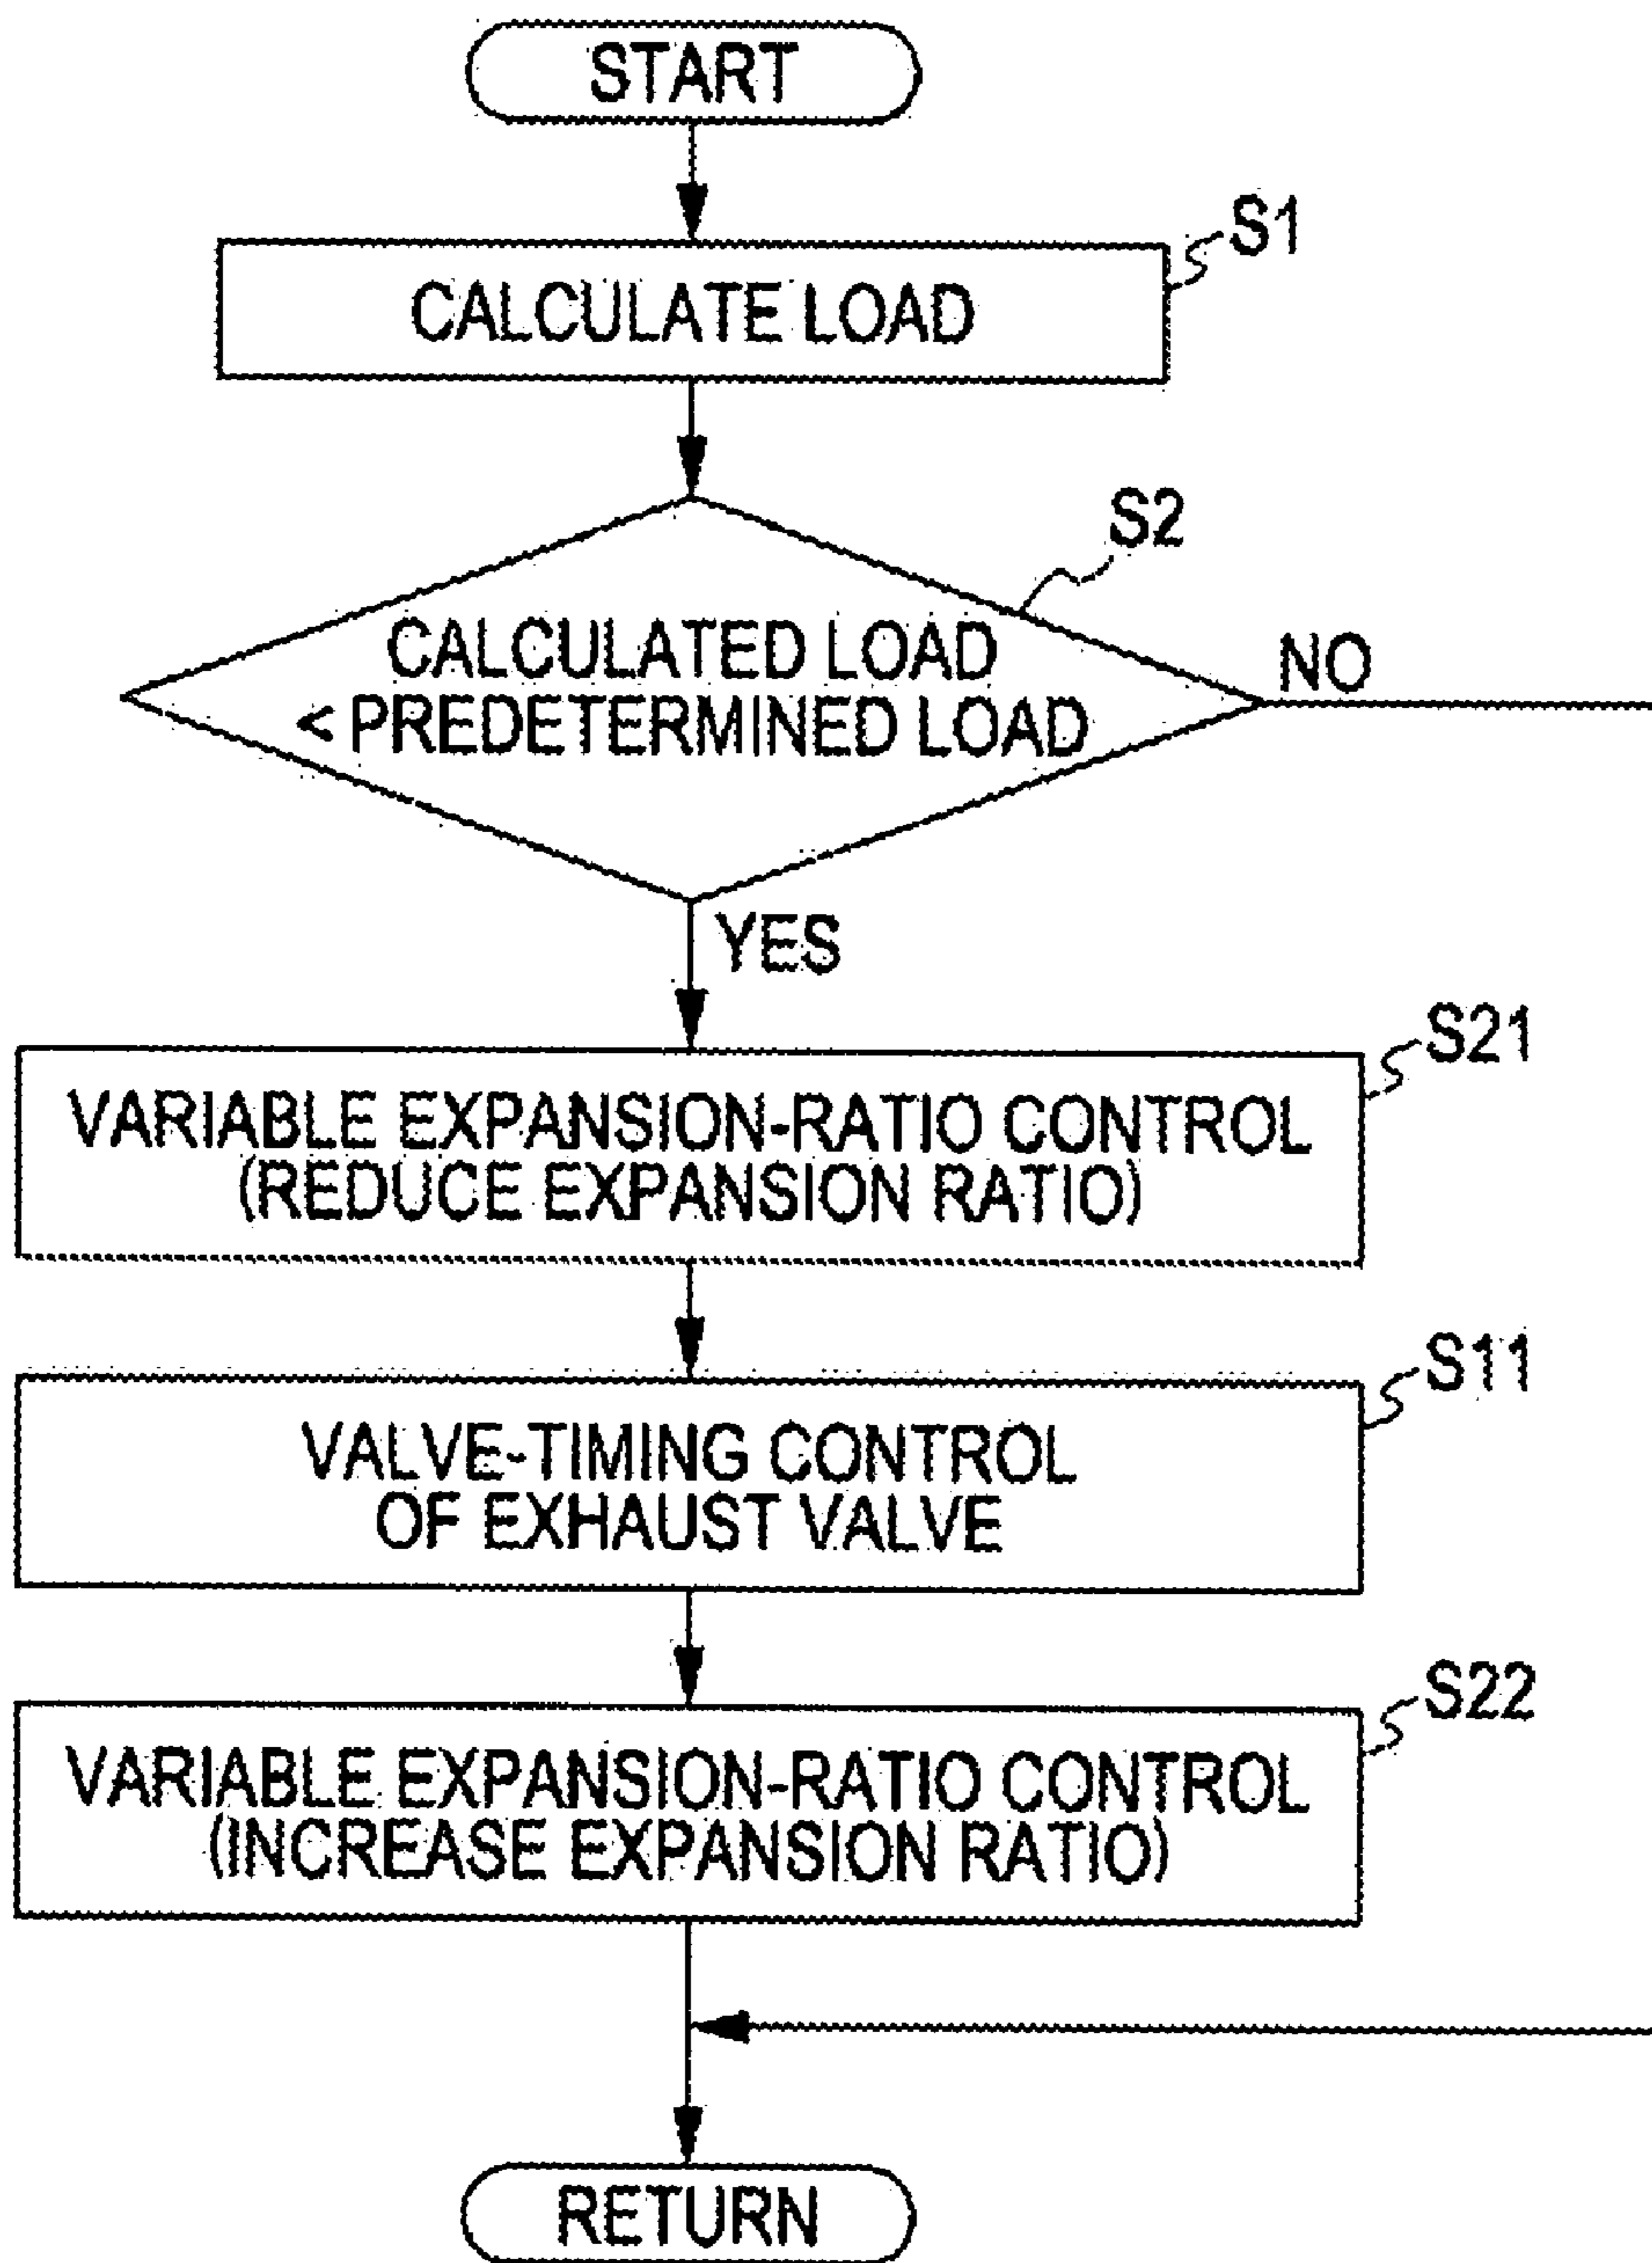 START
S1
CALCULATE LOAD
S2
CALCULATED LOAD
< PREDETERMINED LOAD
NO
YES
S21
VARIABLE EXPANSION-RATIO CONTROL
(REDUCE EXPANSION RATIO)
S11
VALVE-TIMING CONTROL
OF EXHAUST VALVE
S22
VARIABLE EXPANSION-RATIO CONTROL
(INCREASE EXPANSION RATIO)
RETURN